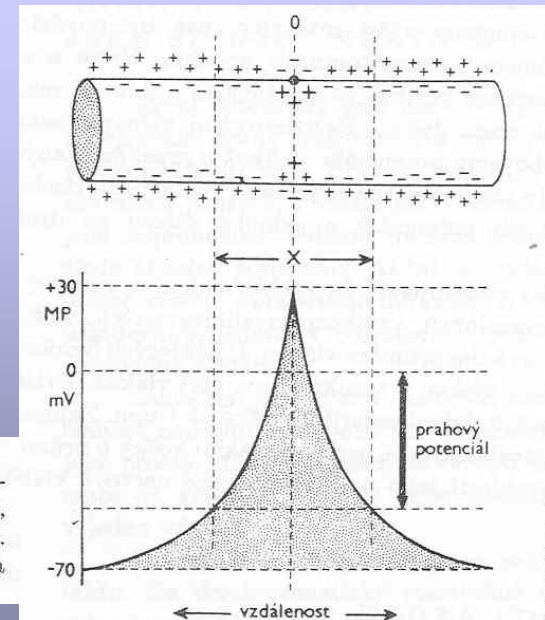 0
X
+30
MP
0
mV
prahový
potenciál
-70
vzdálenost